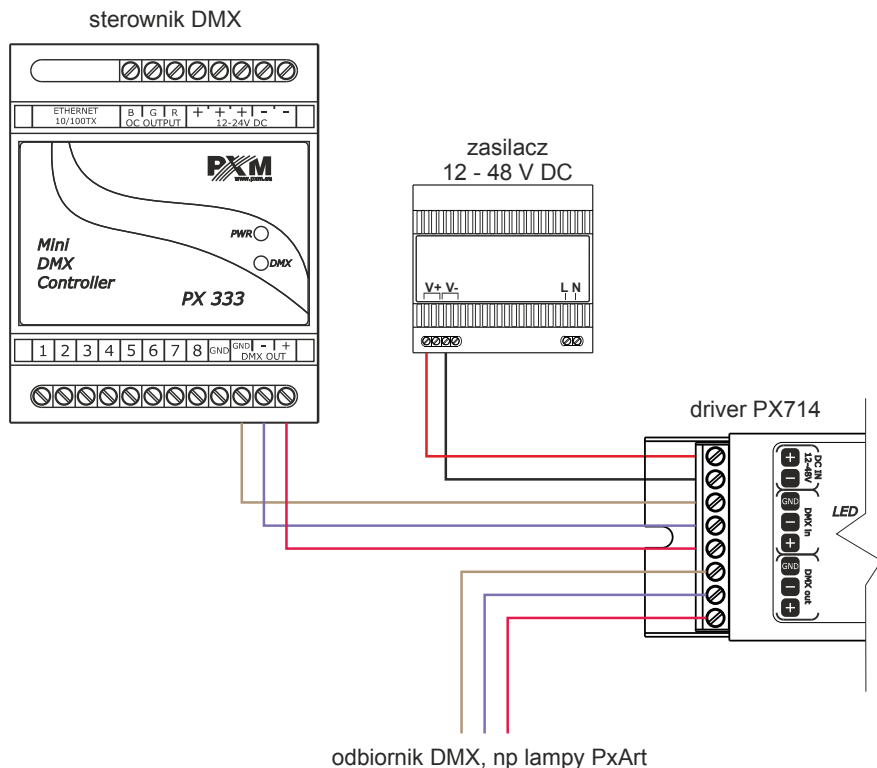 sterownik DMX
ETHERNET
10/100TX
B G R + + + - -
OC OUTPUT 12-24V DC
PXM
www.pxm.eu
PWR
DMX
Mini
DMX
Controller
PX 333
1 2 3 4 5 6 7 8 GND GND - +
DMX OUT
zasilacz
12 - 48 V DC
V+ V- L N
driver PX714
+
-
DC IN
12-48V
GND
-
+
DMX in
GND
-
+
DMX out
LED
odbiornik DMX, np lampy PxArt